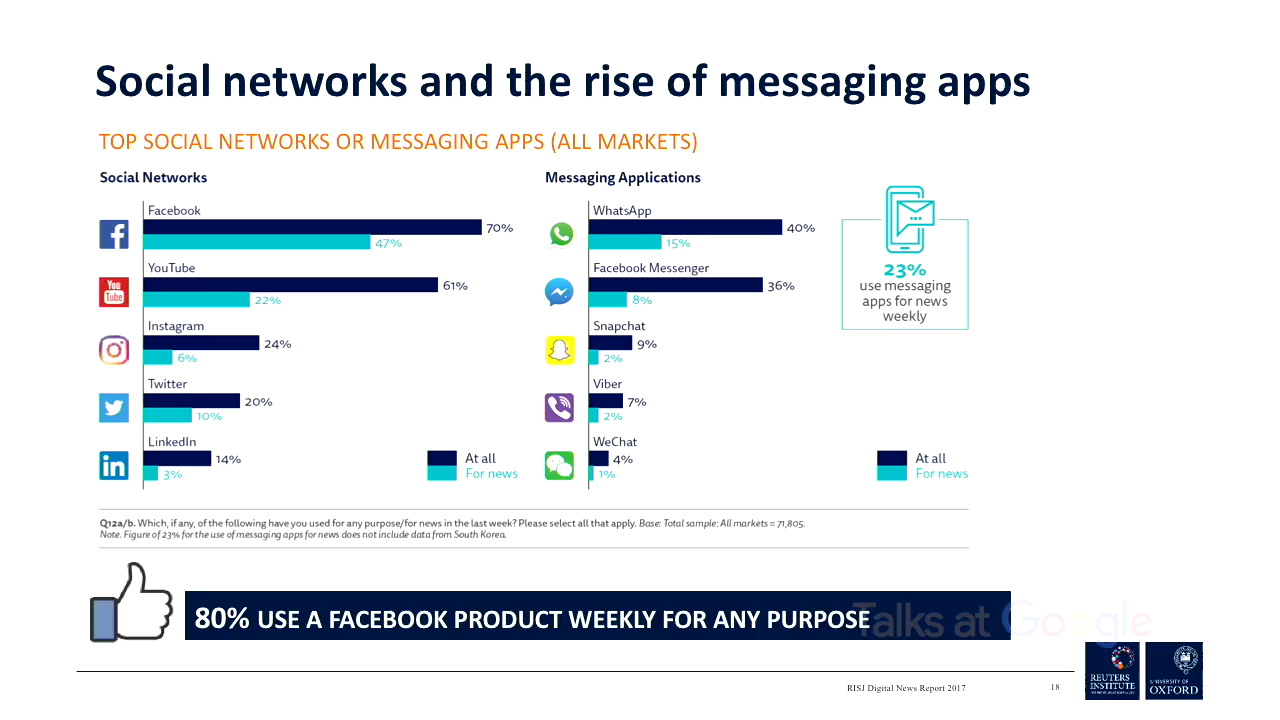 Social networks and the rise of messaging apps
TOP SOCIAL NETWORKS OR MESSAGING APPS (ALL MARKETS)
Social Networks
Facebook
70%
47%
You
Tube
YouTube
61%
22%
Instagram
24%
6%
Twitter
20%
10%
in
LinkedIn
14%
3%
At all
For news
Messaging Applications
WhatsApp
40%
15%
Facebook Messenger
36%
8%
Snapchat
9%
2%
Viber
7%
2%
WeChat
4%
1%
At all
For news
23%
use messaging
apps for news
weekly
Q12a/b. Which, if any, of the following have you used for any purpose/for news in the last week? Please select all that apply. Base: Total sample: All markets = 71,805.
Note. Figure of 23% for the use of messaging apps for news does not include data from South Korea.
80% USE A FACEBOOK PRODUCT WEEKLY FOR ANY PURPOSE
Talks at Google
RISJ Digital News Report 2017
18
REUTERS
INSTITUTE
UNIVERSITY OF
OXFORD